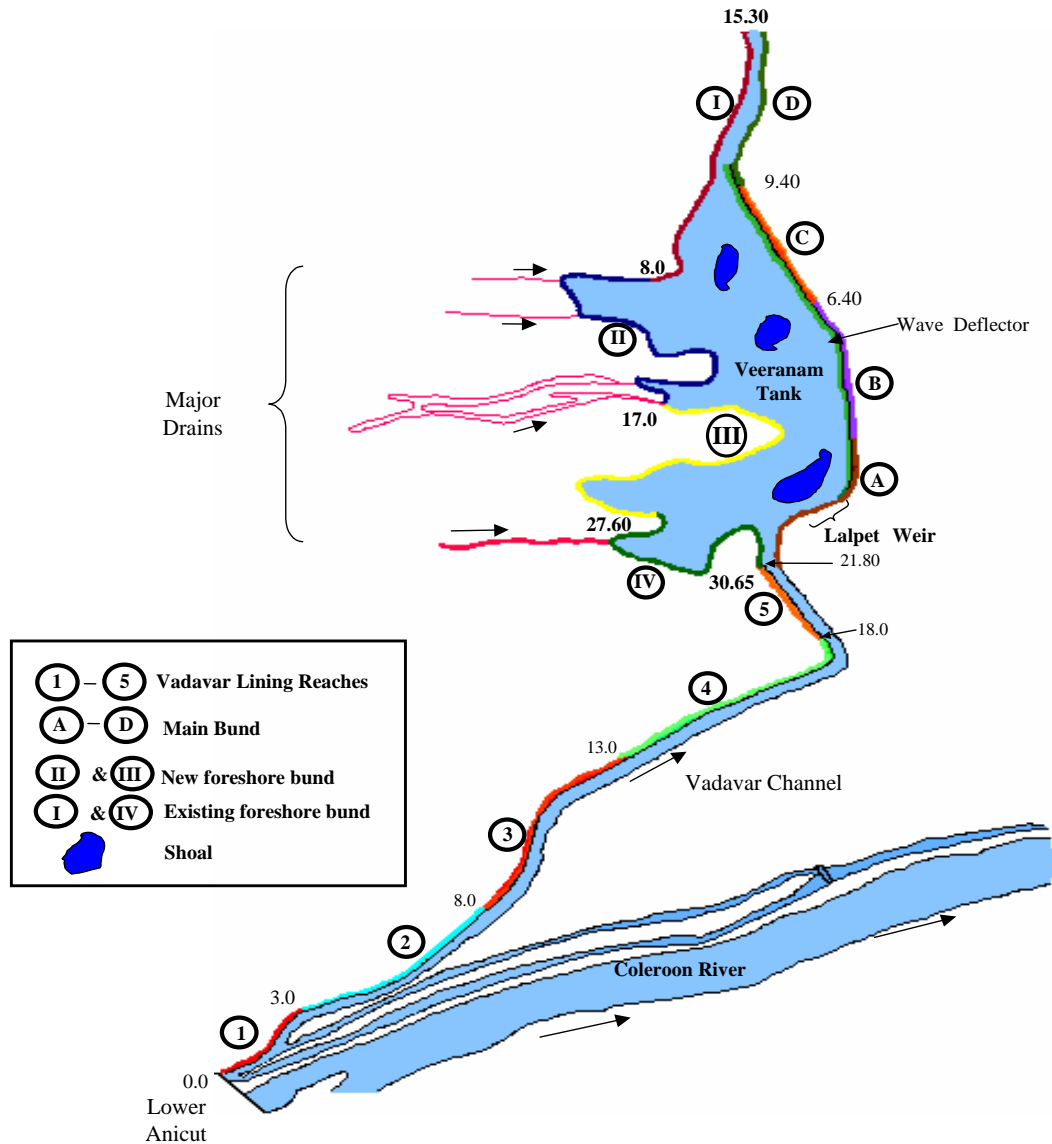 15.30
I
D
9.40
C
8.0
6.40
Wave Deflector
II
Veeranam
Tank
B
Major
Drains
17.0
III
A
27.60
Lalpet Weir
21.80
IV
30.65
5
18.0
1 – 5 Vadavar Lining Reaches
A – D Main Bund
II & III New foreshore bund
I & IV Existing foreshore bund
Shoal
4
13.0
Vadavar Channel
3
8.0
2
Coleroon River
3.0
1
0.0
Lower
Anicut